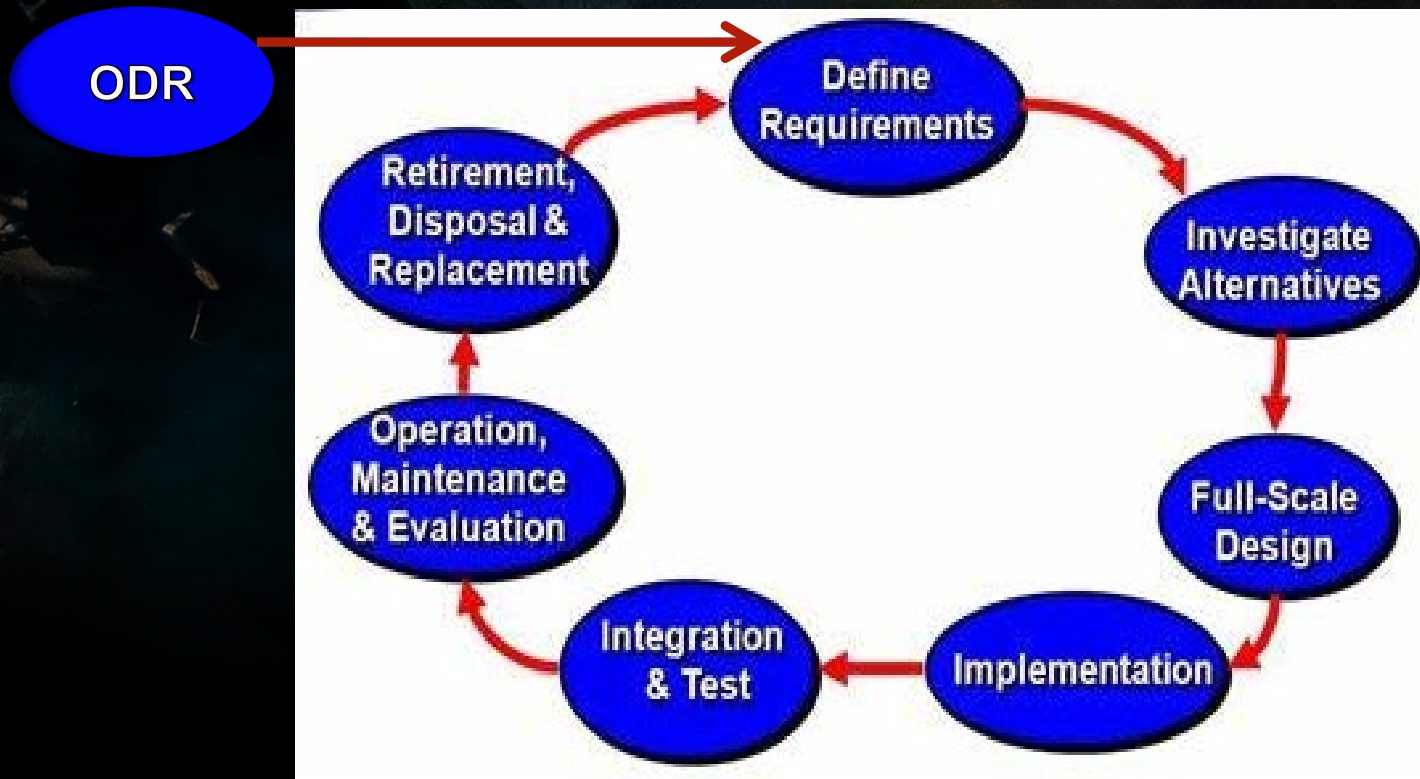 ODR
Define
Requirements
Investigate
Alternatives
Full-Scale
Design
Implementation
Integration
& Test
Operation,
Maintenance
& Evaluation
Retirement,
Disposal &
Replacement